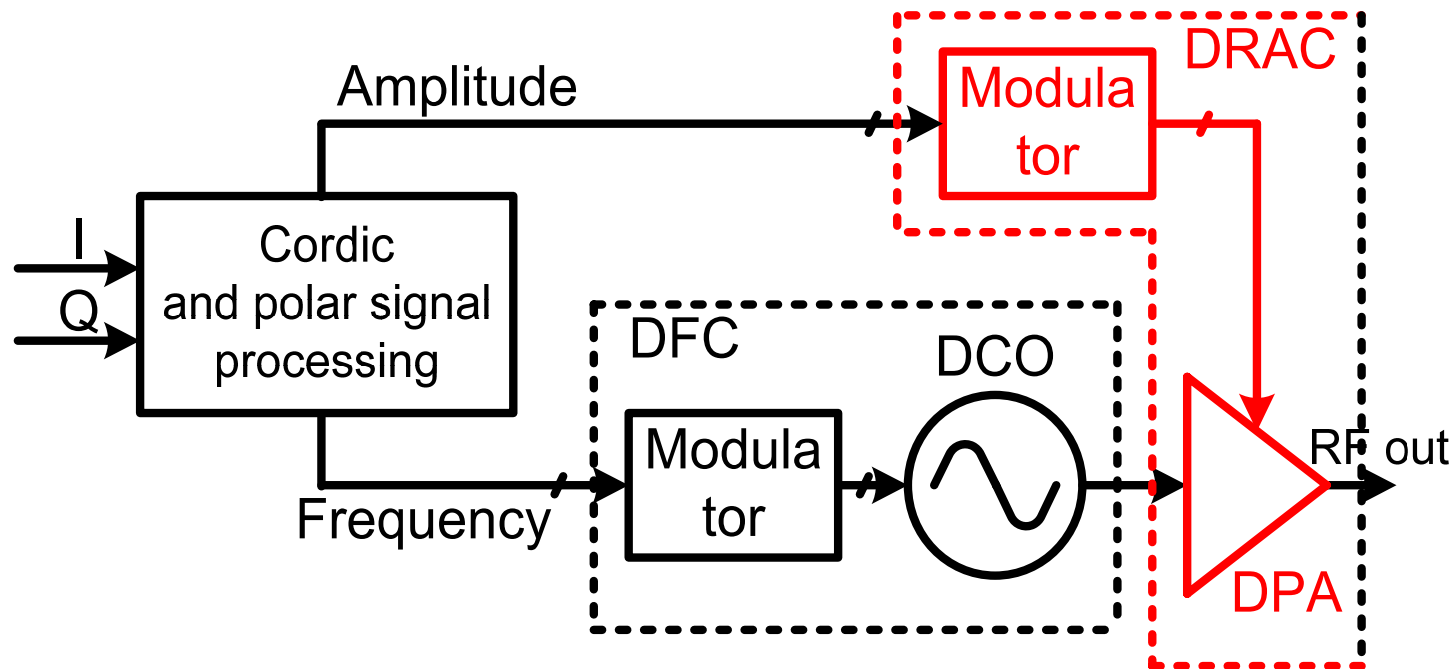 DRAC
Amplitude
Modula
tor
I
Q
Cordic
and polar signal
processing
DFC
DCO
Modula
tor
Frequency
RF out
DPA